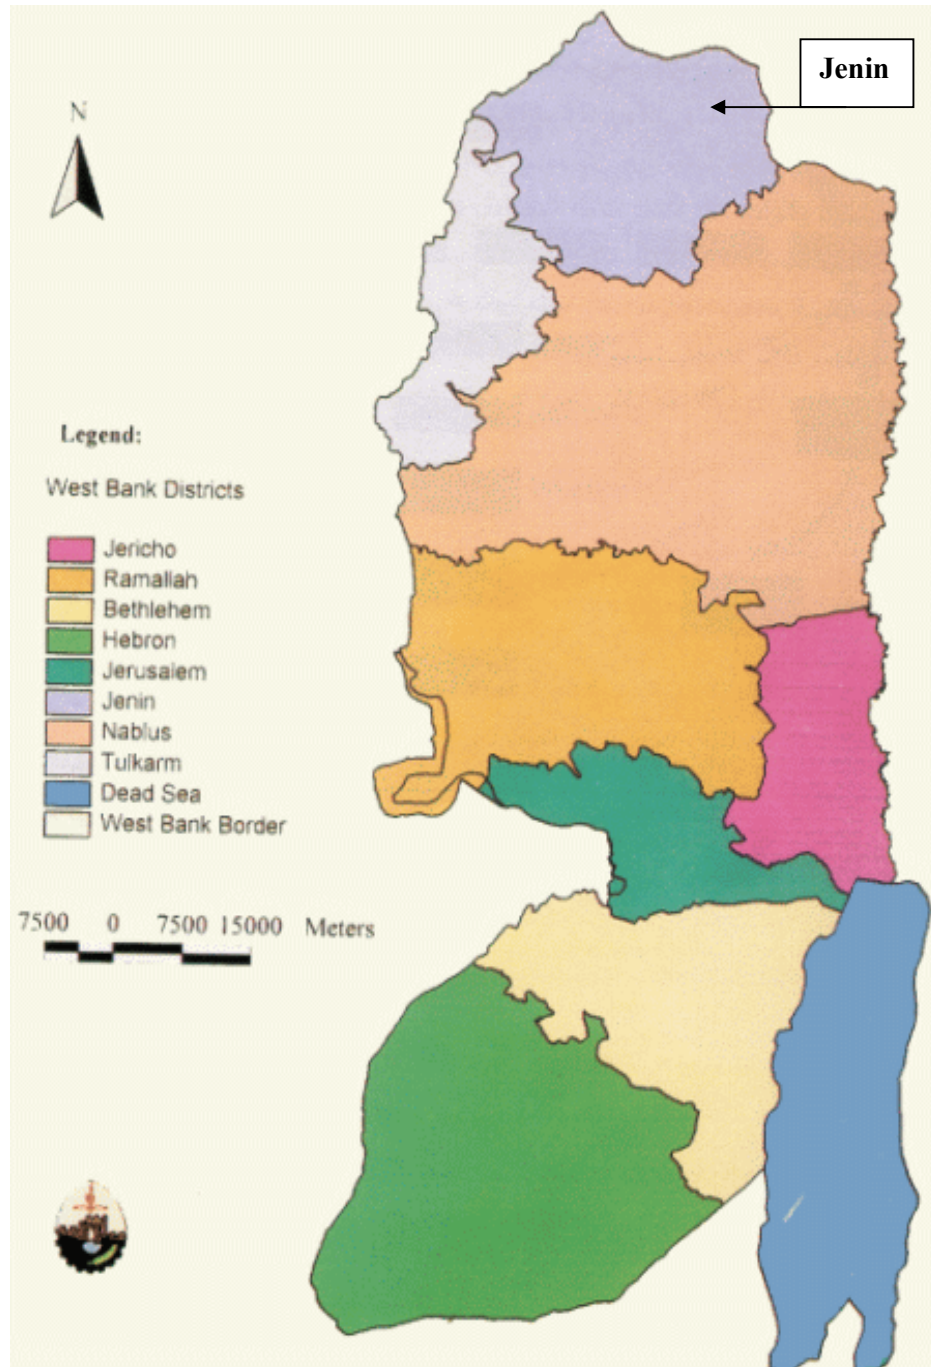 Jenin
N
Legend:
West Bank Districts
Jericho
Ramallah
Bethlehem
Hebron
Jerusalem
Jenin
Nablus
Tulkarm
Dead Sea
West Bank Border
7500 0 7500 15000 Meters